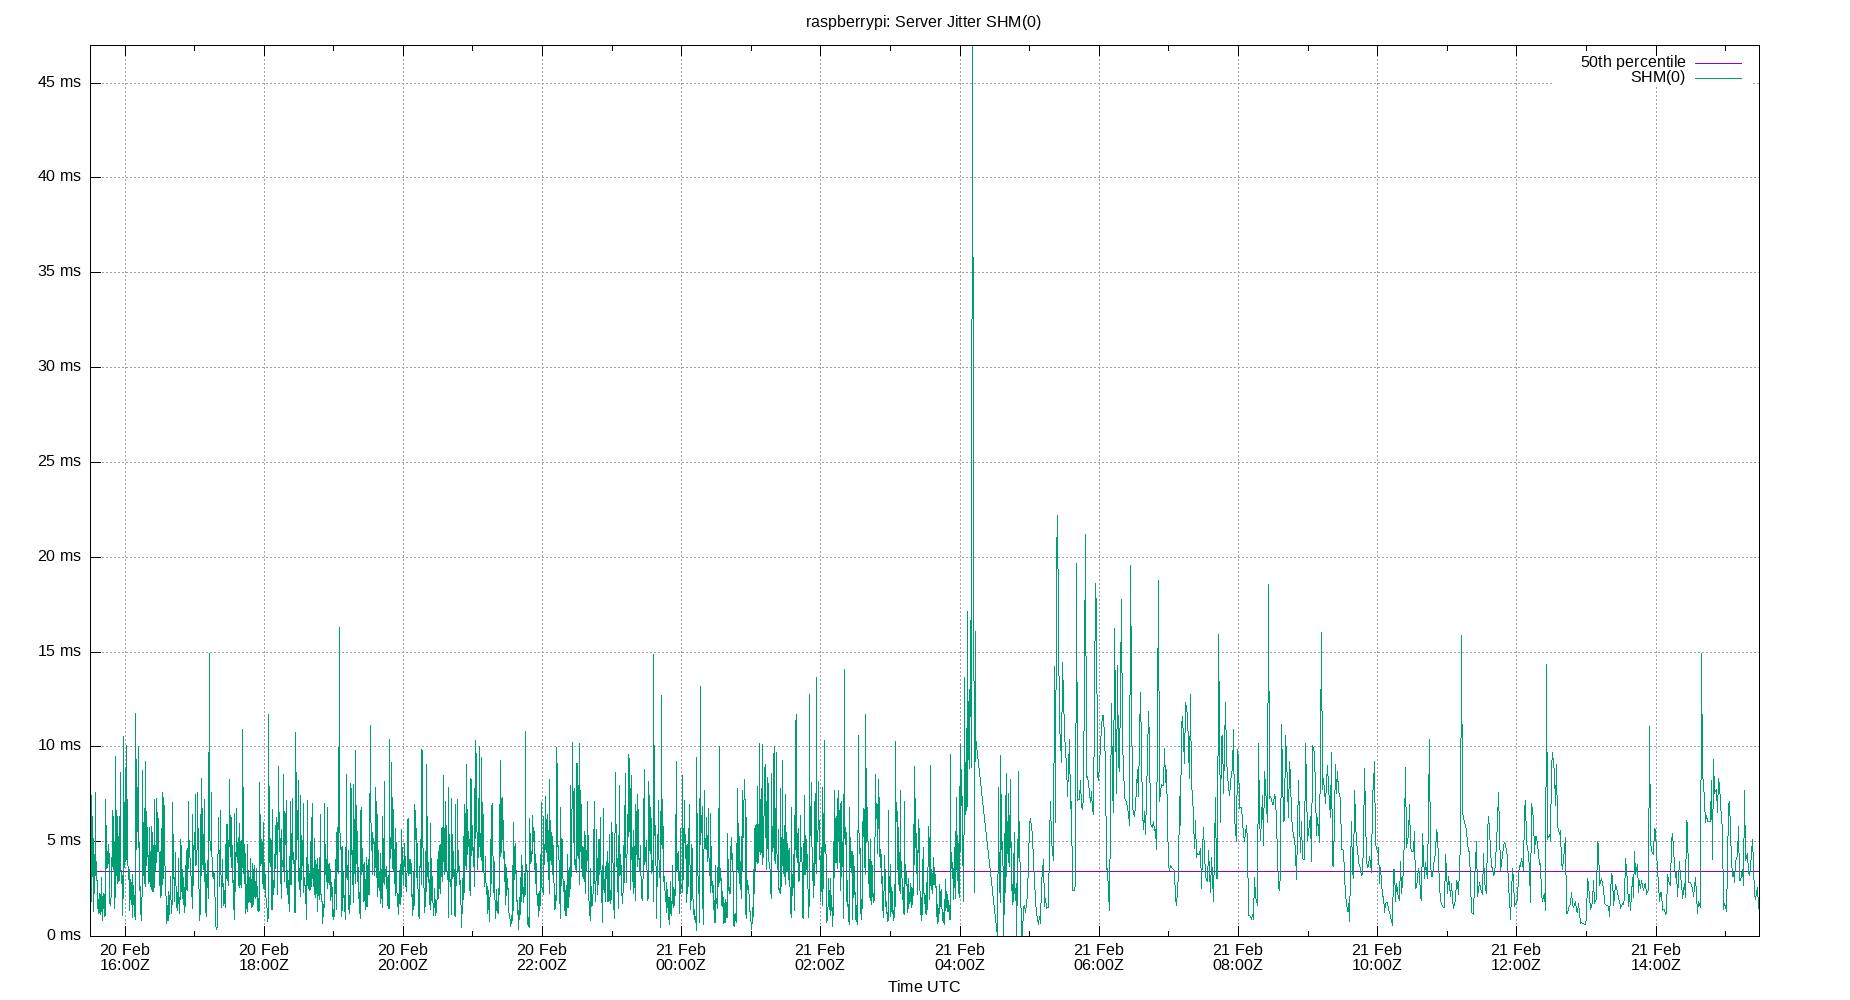 raspberrypi: Server Jitter SHM(0)
50th percentile
SHM(0)
45 ms
40 ms
35 ms
30 ms
25 ms
20 ms
15 ms
10 ms
5 ms
0 ms
20 Feb 20 Feb 20 Feb 20 Feb 21 Feb 21 Feb 21 Feb 21 Feb 21 Feb 21 Feb 21 Feb 21 Feb
16:00Z 18:00Z 20:00Z 22:00Z 00:00Z 02:00Z 04:00Z 06:00Z 08:00Z 10:00Z 12:00Z 14:00Z
Time UTC